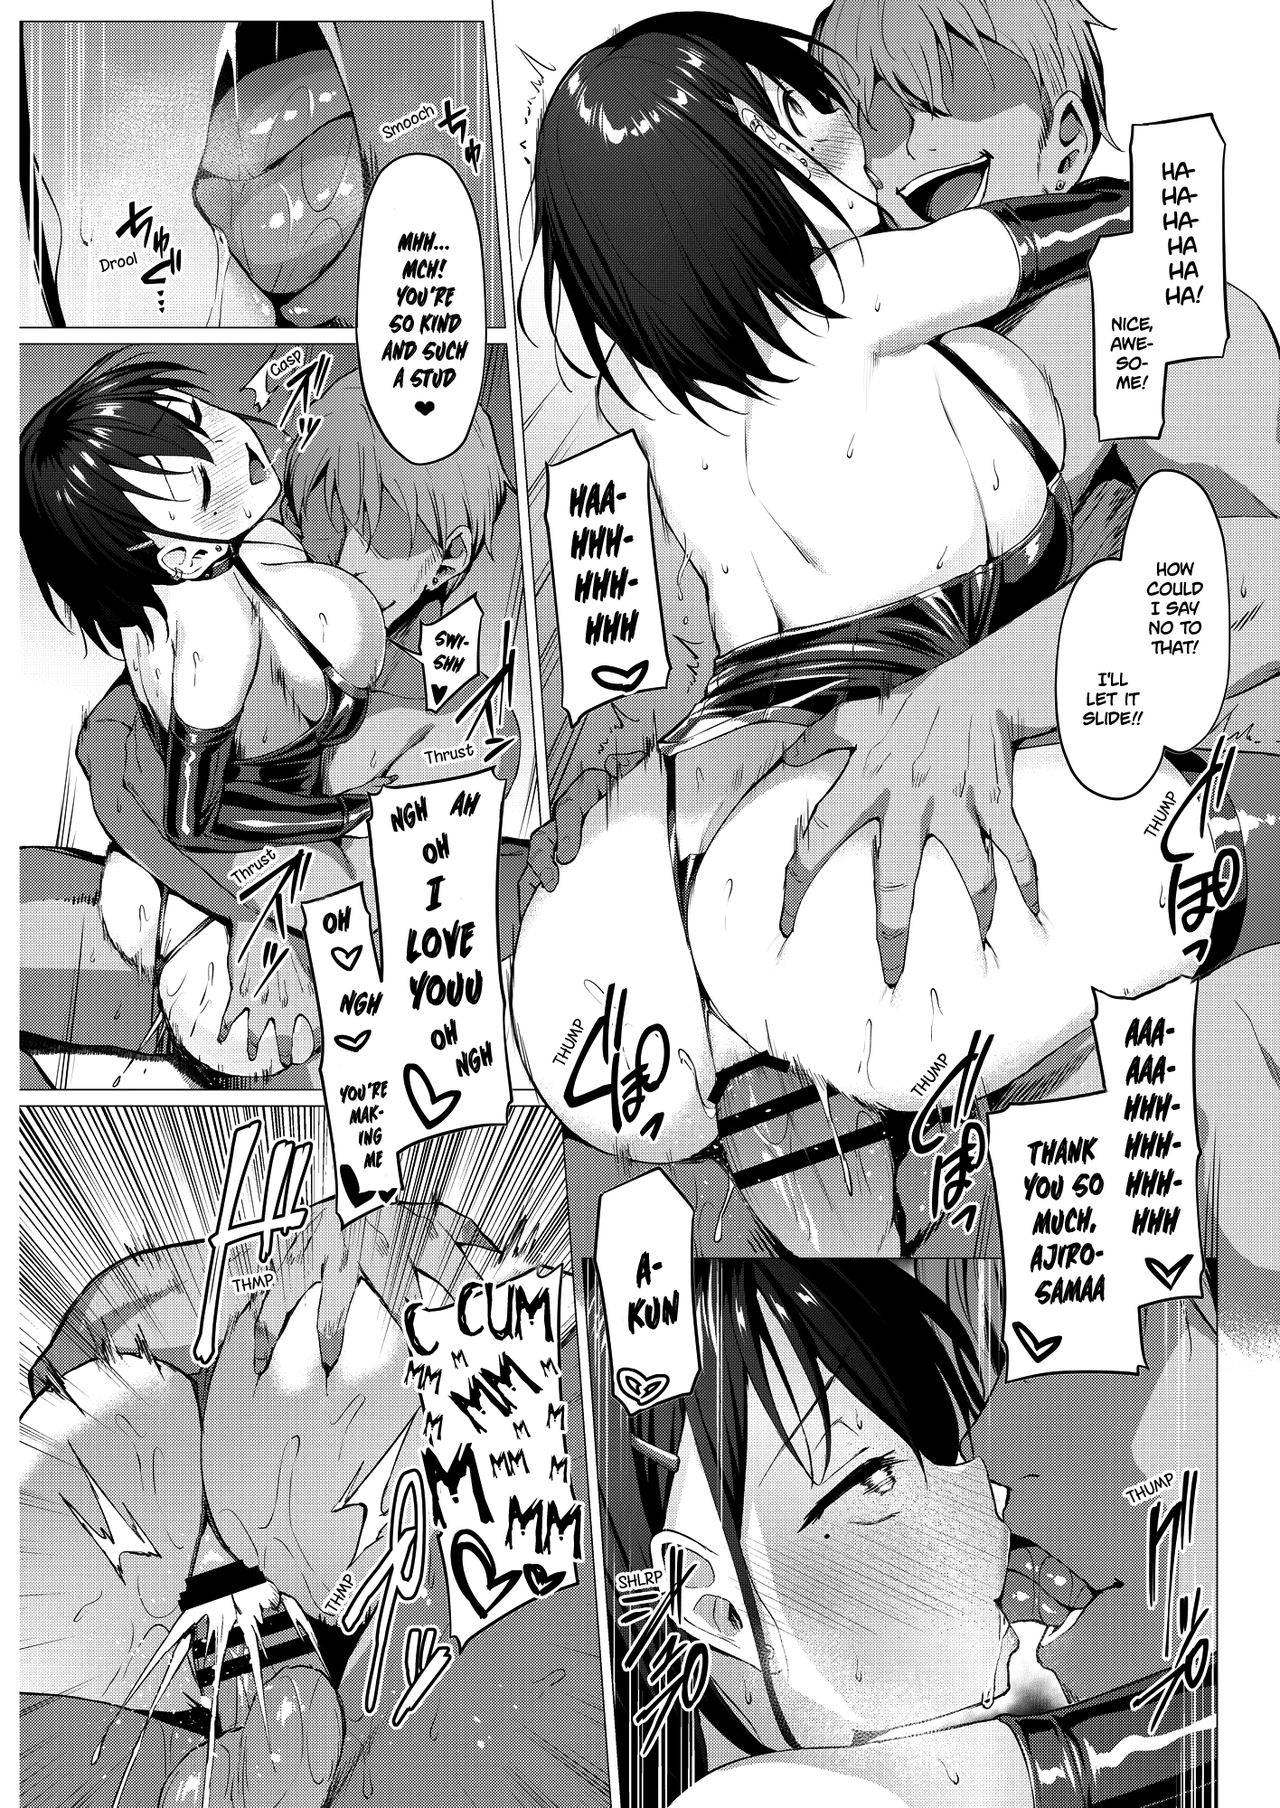 HA-
HA-
HA-
HA
HA
HA!
NICE,
AWE-
SO-
ME!
HOW
COULD
I SAY
NO TO
THAT!
I'LL
LET IT
SLIDE!!
HAA-
HHH-
HHH-
HHH
THUMP
THUMP
THUMP
AAA-
AAA-
HHH-
HHH-
HHH-
HHH
THANK
YOU SO
MUCH,
AJIRO-
SAMAA
A-
KUN
THUMP
SHLRP
Smooch
ちゅ
Drool
MHH...
MCH!
YOU'RE
SO KIND
AND SUCH
A STUD
♥
Gasp
SWI-
SHH
♥
Thrust
Thrust
NGH AH
OH
I
LOVE
YOUU
OH
NGH
OH
NGH
YOU'RE
MAK-
ING
ME
THMP
C-CUM
THMP